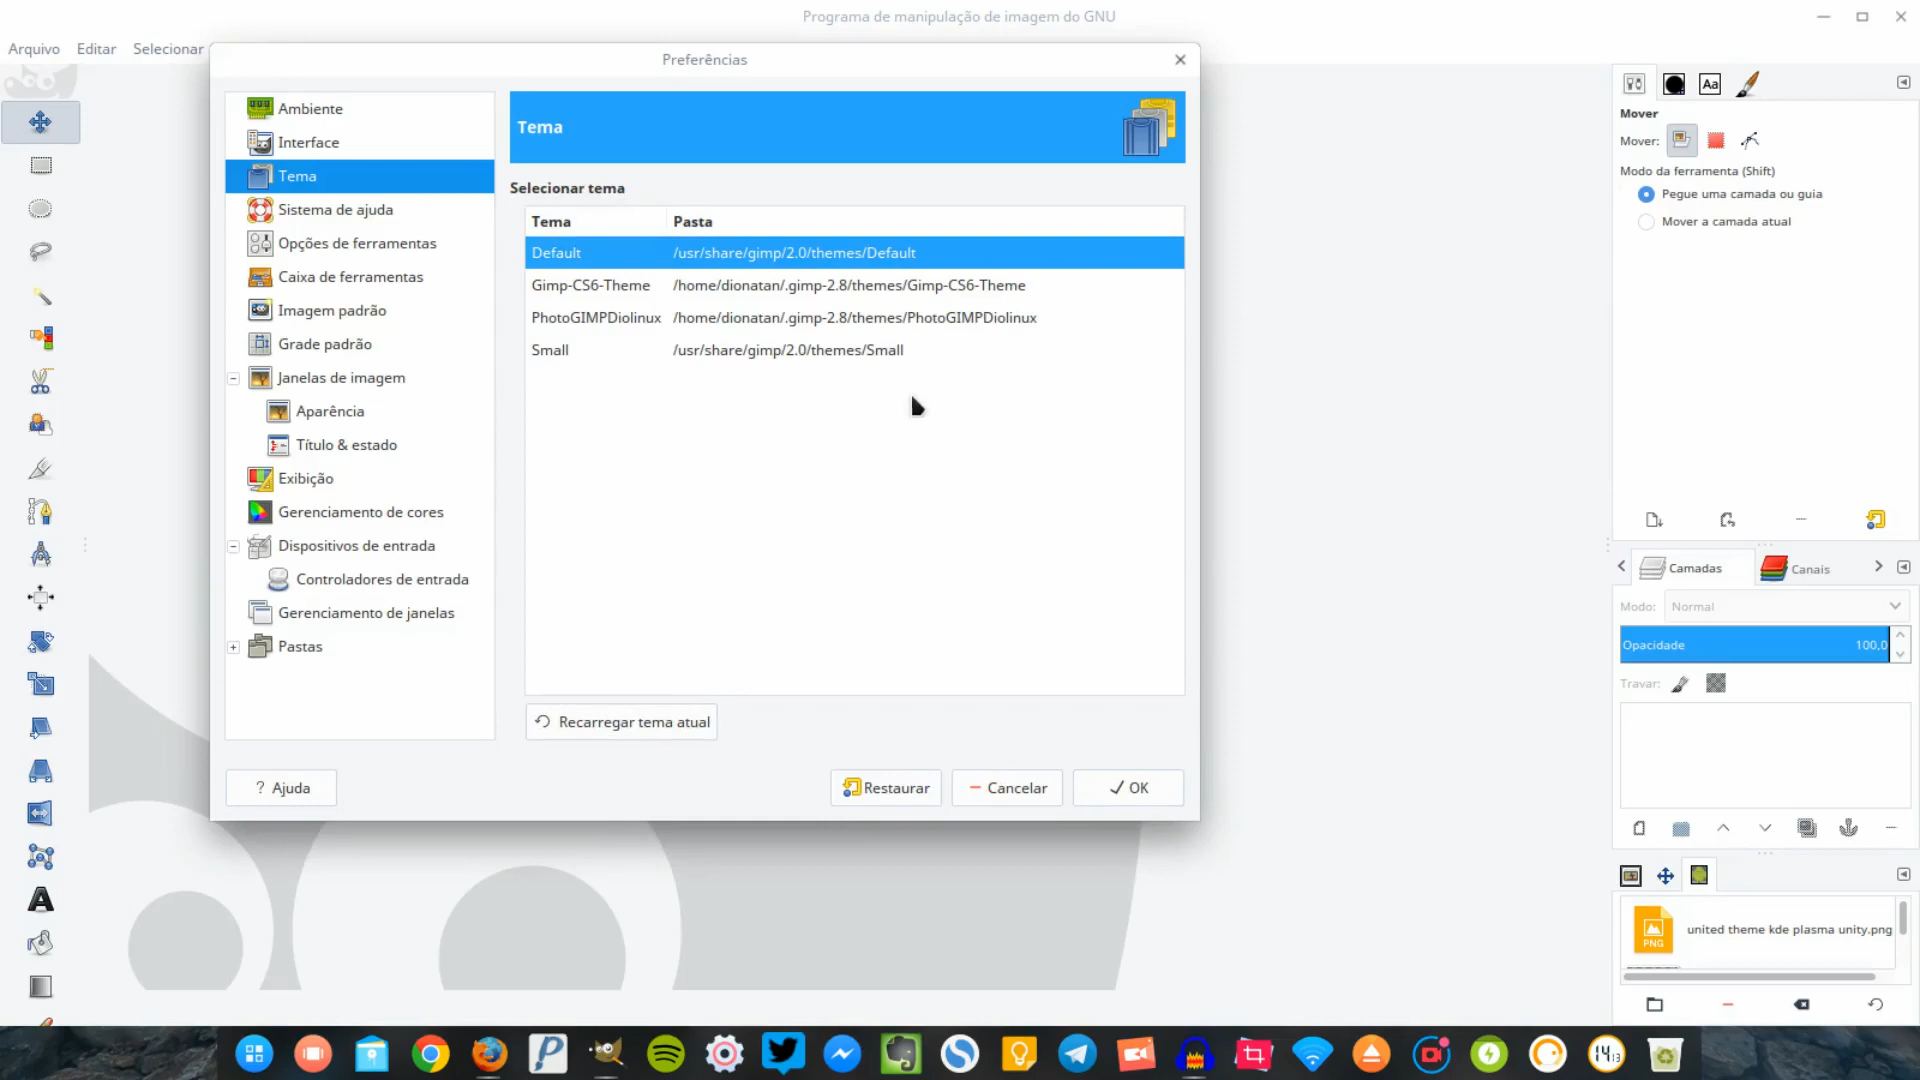 Programa de manipulação de imagem do GNU
Arquivo Editar Selecionar
Preferências
Ambiente
Interface
Tema
Sistema de ajuda
Opções de ferramentas
Caixa de ferramentas
Imagem padrão
Grade padrão
Janelas de imagem
Aparência
Título & estado
Exibição
Gerenciamento de cores
Dispositivos de entrada
Controladores de entrada
Gerenciamento de janelas
Pastas
Tema
Selecionar tema
Tema Pasta
Default /usr/share/gimp/2.0/themes/Default
Gimp-CS6-Theme /home/dionatan/.gimp-2.8/themes/Gimp-CS6-Theme
PhotoGIMPDiolinux /home/dionatan/.gimp-2.8/themes/PhotoGIMPDiolinux
Small /usr/share/gimp/2.0/themes/Small
Recarregar tema atual
? Ajuda
Restaurar
Cancelar
OK
Aa
Mover
Mover:
Modo da ferramenta (Shift)
Pegue uma camada ou guia
Mover a camada atual
Camadas
Canais
Modo: Normal
Opacidade 100,0
Travar:
PNG
united theme kde plasma unity.png